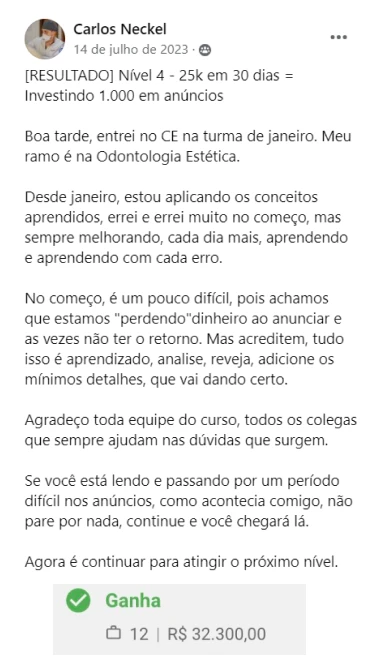 Carlos Neckel
14 de julho de 2023 ·
[RESULTADO] Nível 4 - 25k em 30 dias =
Investindo 1.000 em anúncios
Boa tarde, entrei no CE na turma de janeiro. Meu
ramo é na Odontologia Estética.
Desde janeiro, estou aplicando os conceitos
aprendidos, errei e errei muito no começo, mas
sempre melhorando, cada dia mais, aprendendo
e aprendendo com cada erro.
No começo, é um pouco difícil, pois achamos
que estamos "perdendo"dinheiro ao anunciar e
as vezes não ter o retorno. Mas acreditem, tudo
isso é aprendizado, analise, reveja, adicione os
mínimos detalhes, que vai dando certo.
Agradeço toda equipe do curso, todos os colegas
que sempre ajudam nas dúvidas que surgem.
Se você está lendo e passando por um período
difícil nos anúncios, como acontecia comigo, não
pare por nada, continue e você chegará lá.
Agora é continuar para atingir o próximo nível.
Ganha
12 | R$ 32.300,00